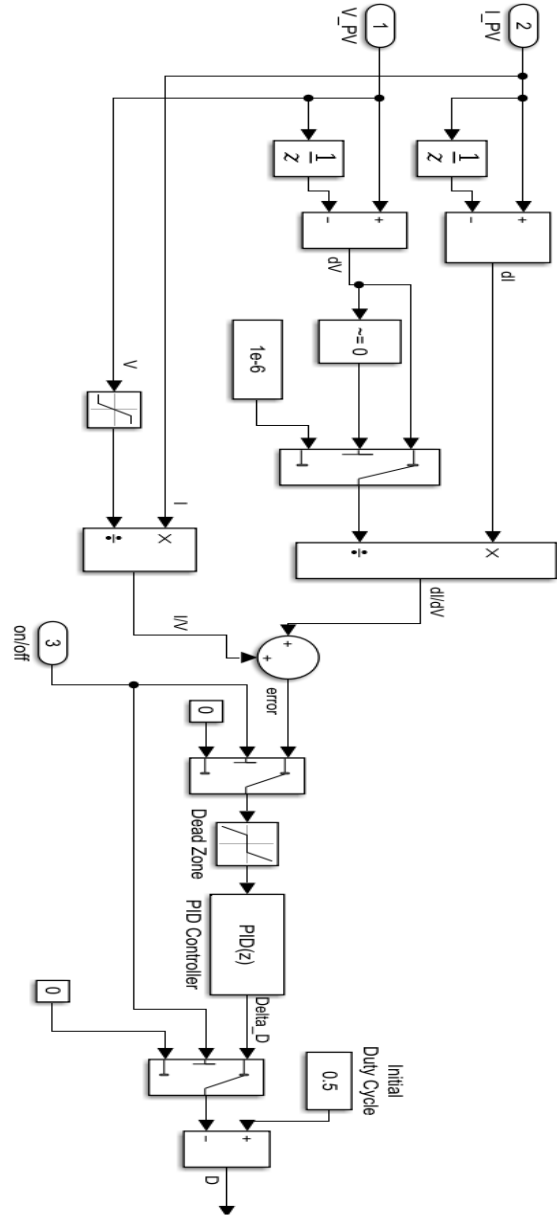 2
I_PV
1
z
+
-
dI
1
V_PV
1
z
+
-
dV
~= 0
1e-6
×
÷
dI/dV
V
I
×
÷
I/V
+
+
error
3
on/off
0
Dead Zone
PID(z)
PID Controller
Delta_D
0
Initial
Duty Cycle
0.5
+
-
D